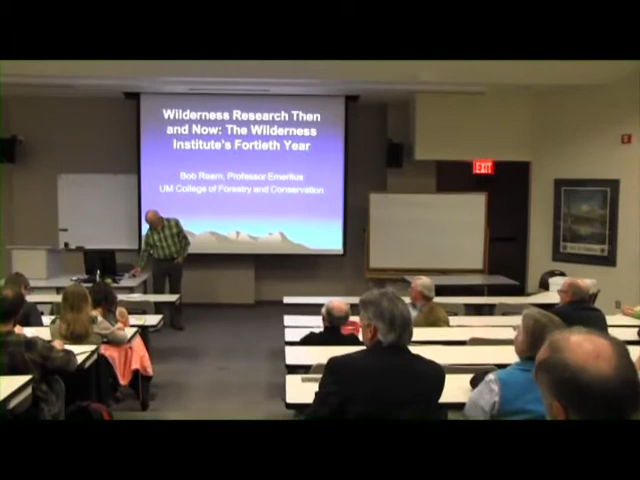 Wilderness Research Then
and Now: The Wilderness
Institute's Fortieth Year
Bob Ream, Professor Emeritus
UM College of Forestry and Conservation
EXIT